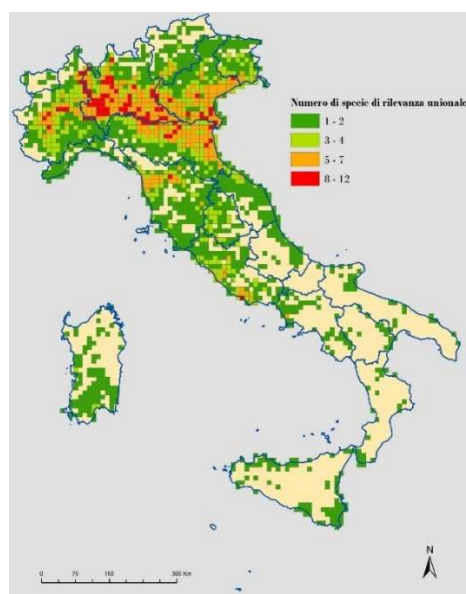 Numero di specie di rilevanza unionale
1 - 2
3 - 4
5 - 7
8 - 12
N
0 75 150 300 Km